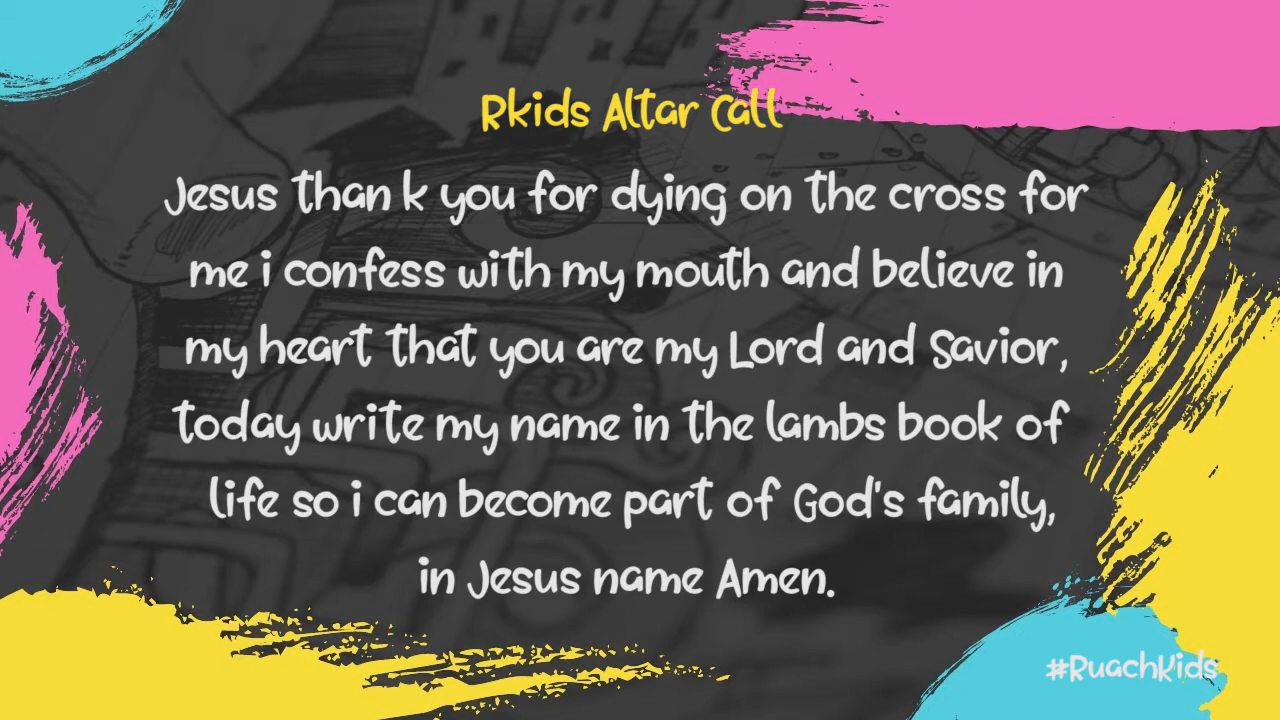 Rkids Altar Call
Jesus than k you for dying on the cross for
me i confess with my mouth and believe in
my heart that you are my Lord and Savior,
today write my name in the lambs book of
life so i can become part of God's family,
in Jesus name Amen.
#RuachKids